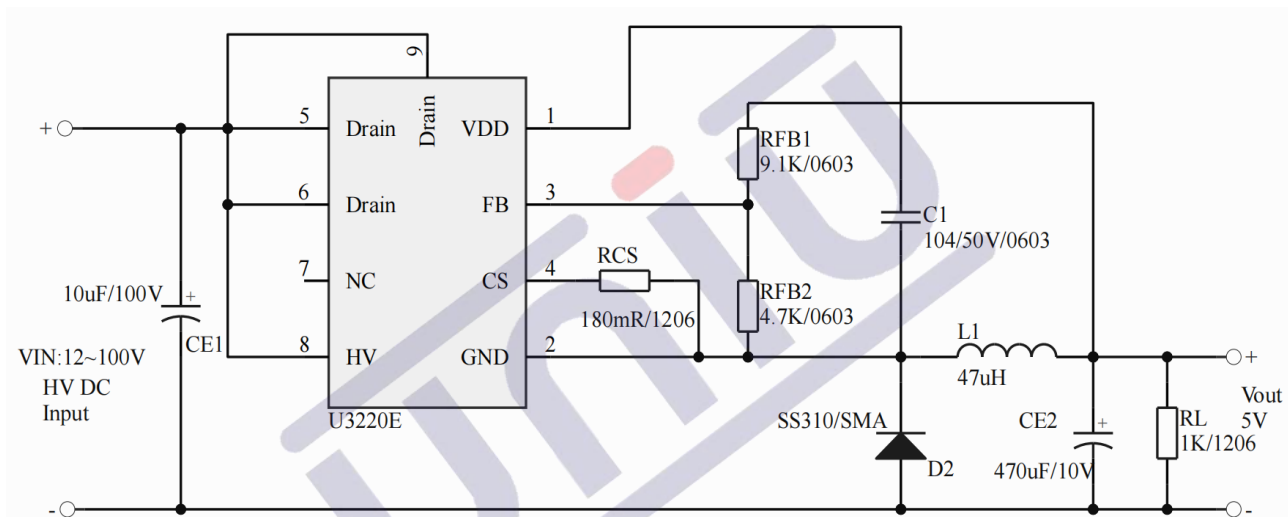 9
5
Drain
Drain
VDD
1
RFB1
9.1K/0603
6
Drain
FB
3
C1
104/50V/0603
7
NC
CS
4
RCS
180mR/1206
RFB2
4.7K/0603
10uF/100V
+
CE1
8
HV
GND
2
L1
47uH
VIN:12~100V
HV DC
Input
U3220E
+
-
SS310/SMA
D2
CE2
+
470uF/10V
RL
1K/1206
+
Vout
5V
-
uniu